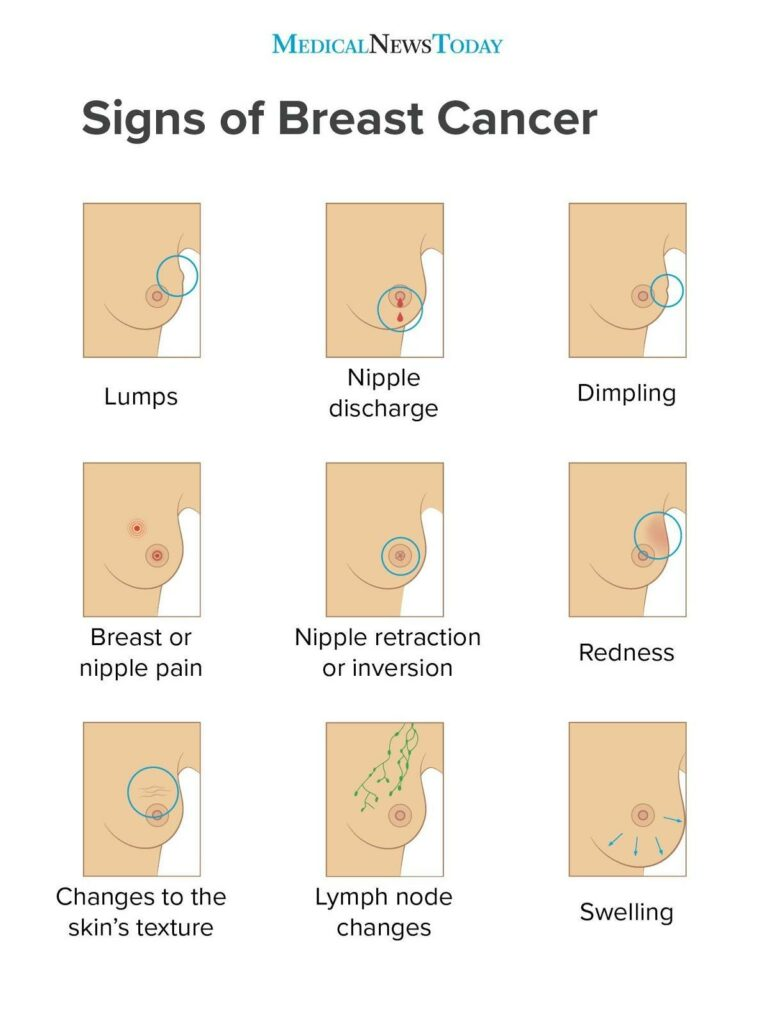 MEDICALNEWSTODAY
Signs of Breast Cancer
Lumps
Nipple
discharge
Dimpling
Breast or
nipple pain
Nipple retraction
or inversion
Redness
Changes to the
skin’s texture
Lymph node
changes
Swelling